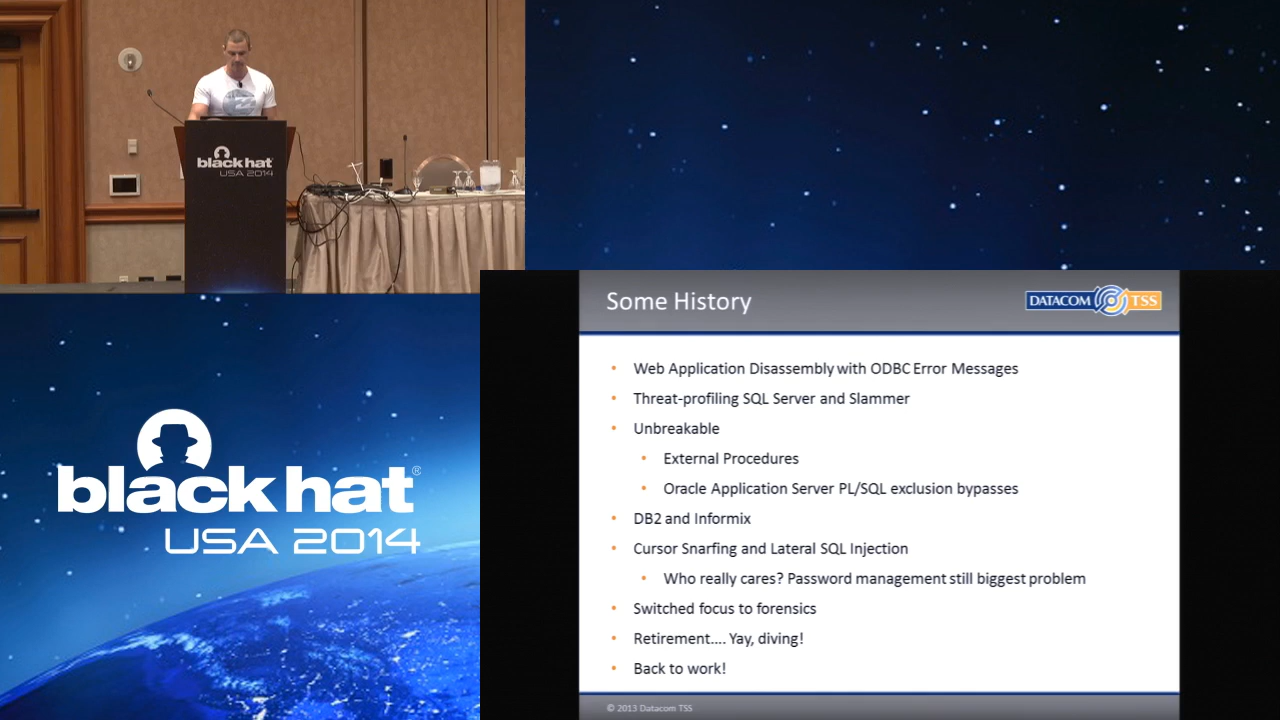 black hat
USA 2014
black hat®
USA 2014
Some History
DATACOM TSS
• Web Application Disassembly with ODBC Error Messages
• Threat-profiling SQL Server and Slammer
• Unbreakable
• External Procedures
• Oracle Application Server PL/SQL exclusion bypasses
• DB2 and Informix
• Cursor Snarfing and Lateral SQL Injection
• Who really cares? Password management still biggest problem
• Switched focus to forensics
• Retirement.... Yay, diving!
• Back to work!
© 2013 Datacom TSS